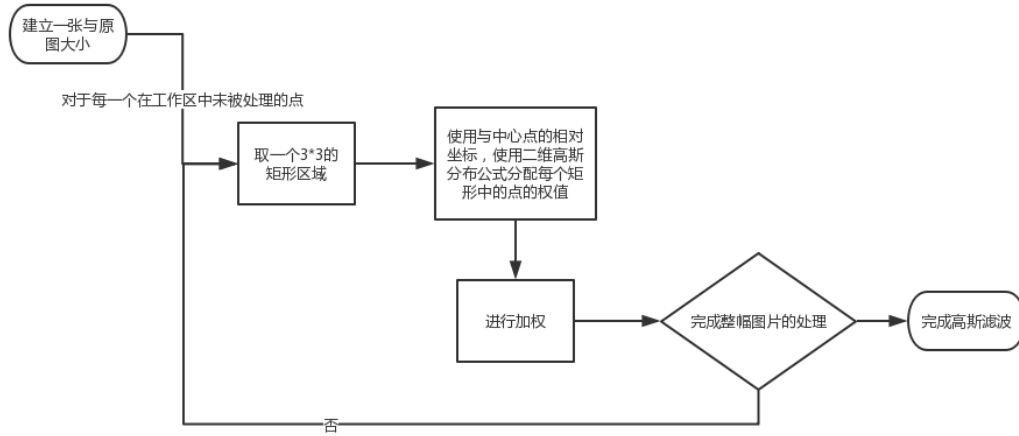 建立一张与原
图大小
对于每一个在工作区中未被处理的点
取一个3*3的
矩形区域
使用与中心点的相对
坐标，使用二维高斯
分布公式分配每个矩
形中的点的权值
进行加权
完成整幅图片的处理
完成高斯滤波
否